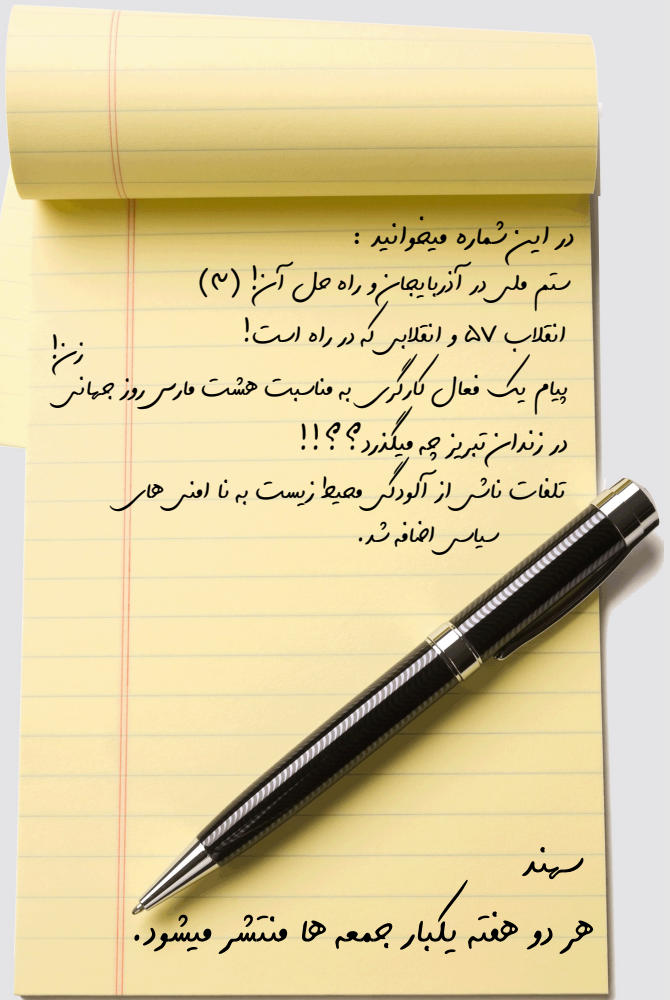 در این شماره میخوانید :
ستم ملی در آذربایجان و راه حل آن! (۳)
انقلاب ۵۷ و انقلابی که در راه است!
پیام یک فعال کارگری به مناسبت هشت مارس روز جهانی زن!
در زندان تبریز چه میگذرد؟؟!!
تلفات ناشی از آلودگی محیط زیست به نا امنی های
سیاسی اضافه شد.
سهند
هر دو هفته یکبار جمعه ها منتشر میشود.